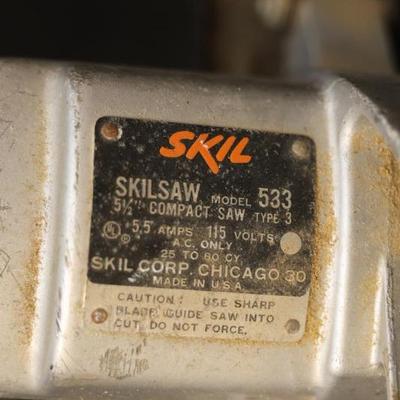 SKIL
SKILSAW MODEL 533
5½" COMPACT SAW TYPE 3
UL 5.5 AMPS 115 VOLTS
A.C. ONLY
25 TO 60 CY
SKIL CORP. CHICAGO 30
MADE IN U.S.A.
CAUTION: USE SHARP
BLADE, GUIDE SAW INTO
CUT, DO NOT FORCE.